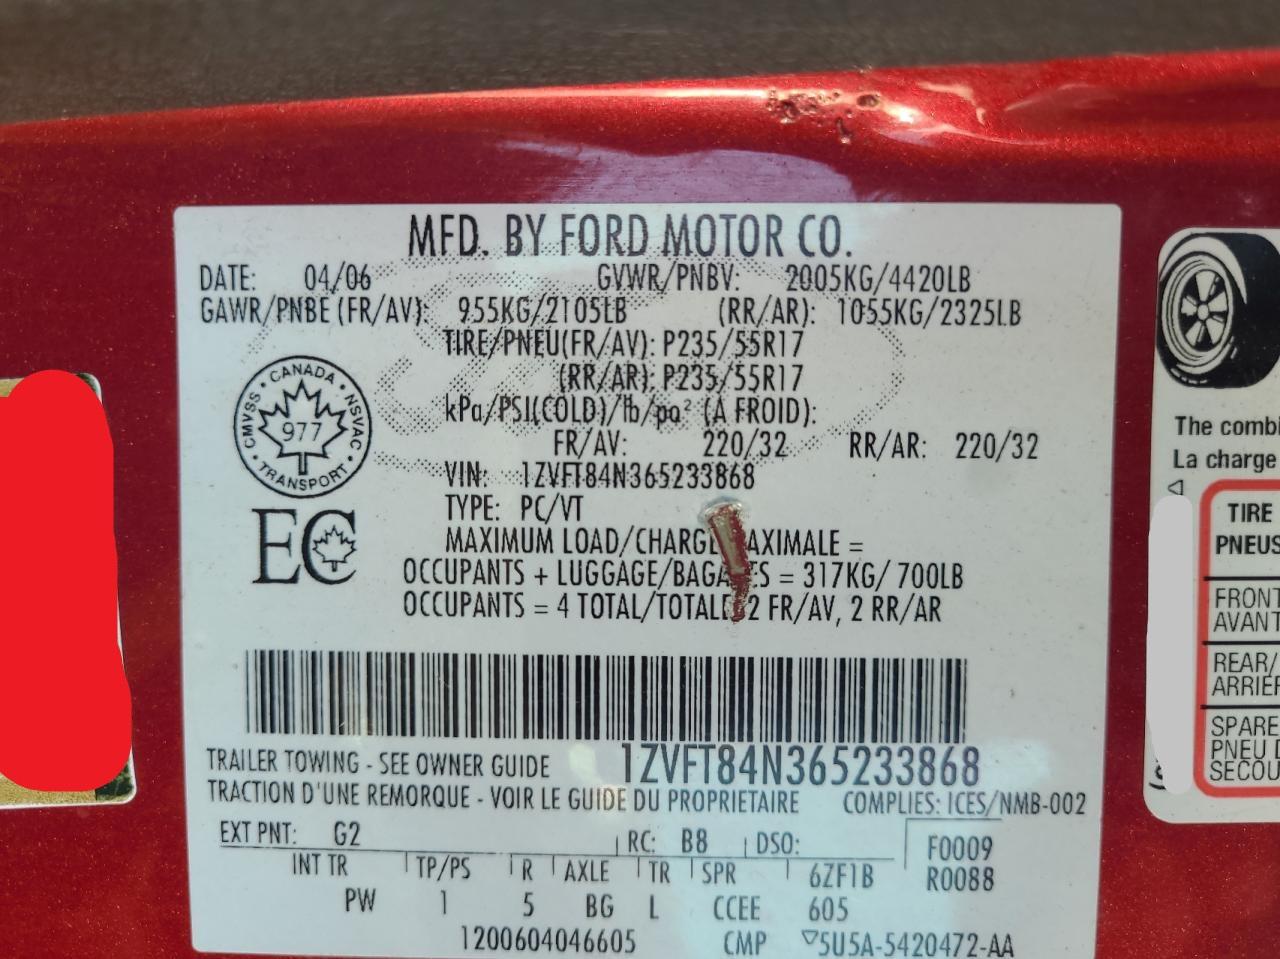 MFD. BY FORD MOTOR CO.
DATE: 04/06 GVWR/PNBV: 2005KG/4420LB
GAWR/PNBE (FR/AV): 955KG/2105LB (RR/AR): 1055KG/2325LB
TIRE/PNEU(FR/AV): P235/55R17
(RR/AR): P235/55R17
kPa/PSI(COLD)/lb/po² (A FROID):
FR/AV: 220/32 RR/AR: 220/32
VIN: 1ZVFT84N365233868
TYPE: PC/VT
MAXIMUM LOAD/CHARGE MAXIMALE =
OCCUPANTS + LUGGAGE/BAGAGES = 317KG/ 700LB
OCCUPANTS = 4 TOTAL/TOTAL: 2 FR/AV, 2 RR/AR
CANADA
CMVSS NSVAC
977
TRANSPORT
EC
1ZVFT84N365233868
TRAILER TOWING - SEE OWNER GUIDE
TRACTION D'UNE REMORQUE - VOIR LE GUIDE DU PROPRIETAIRE COMPLIES: ICES/NMB-002
EXT PNT: G2 RC: B8 DSO: F0009
INT TR TP/PS R AXLE TR SPR 6ZF1B R0088
PW 1 5 BG L CCEE 605
1200604046605 CMP ▽5U5A-5420472-AA
The combi
La charge
TIRE
PNEUS
FRONT
AVANT
REAR/
ARRIER
SPARE
PNEU
SECOU